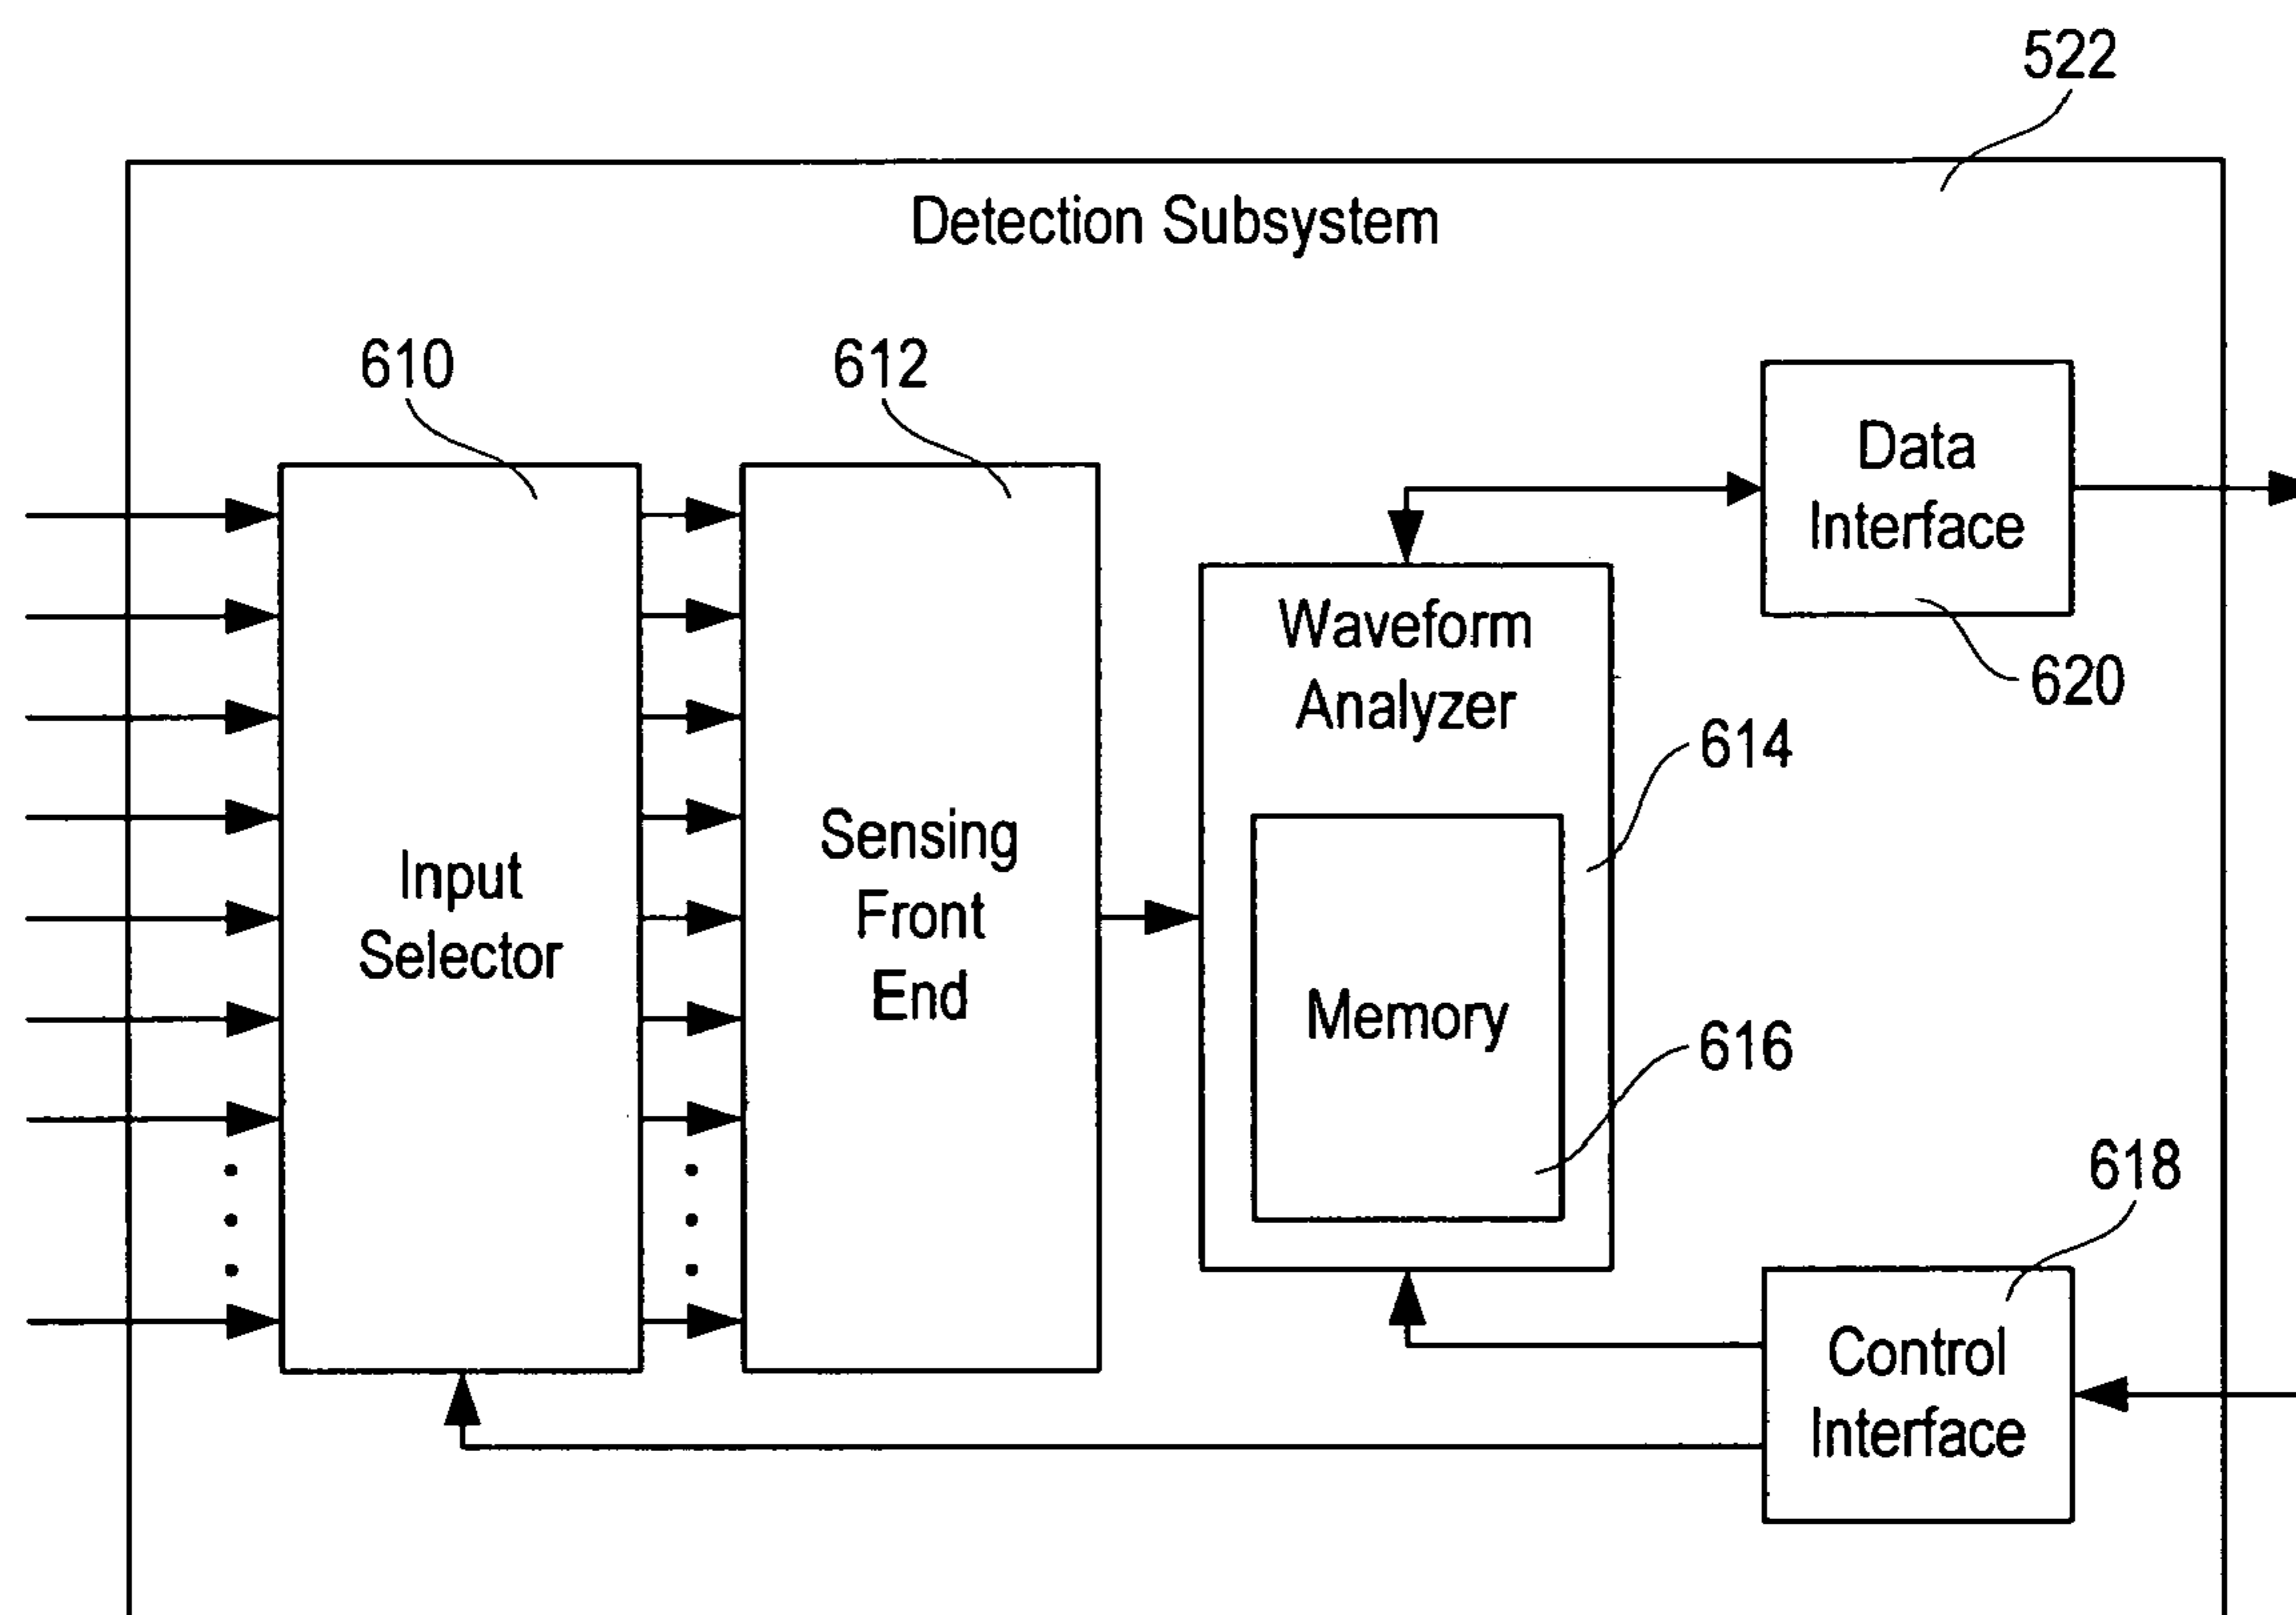 522
Detection Subsystem
610
612
Data
Interface
620
Waveform
Analyzer
614
Sensing
Front
End
Input
Selector
Memory
616
618
Control
Interface